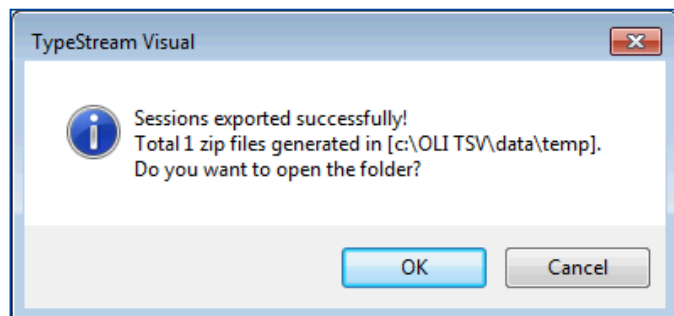 TypeStream Visual
Sessions exported successfully!
Total 1 zip files generated in [c:\OLI TSV\data\temp].
Do you want to open the folder?
OK
Cancel